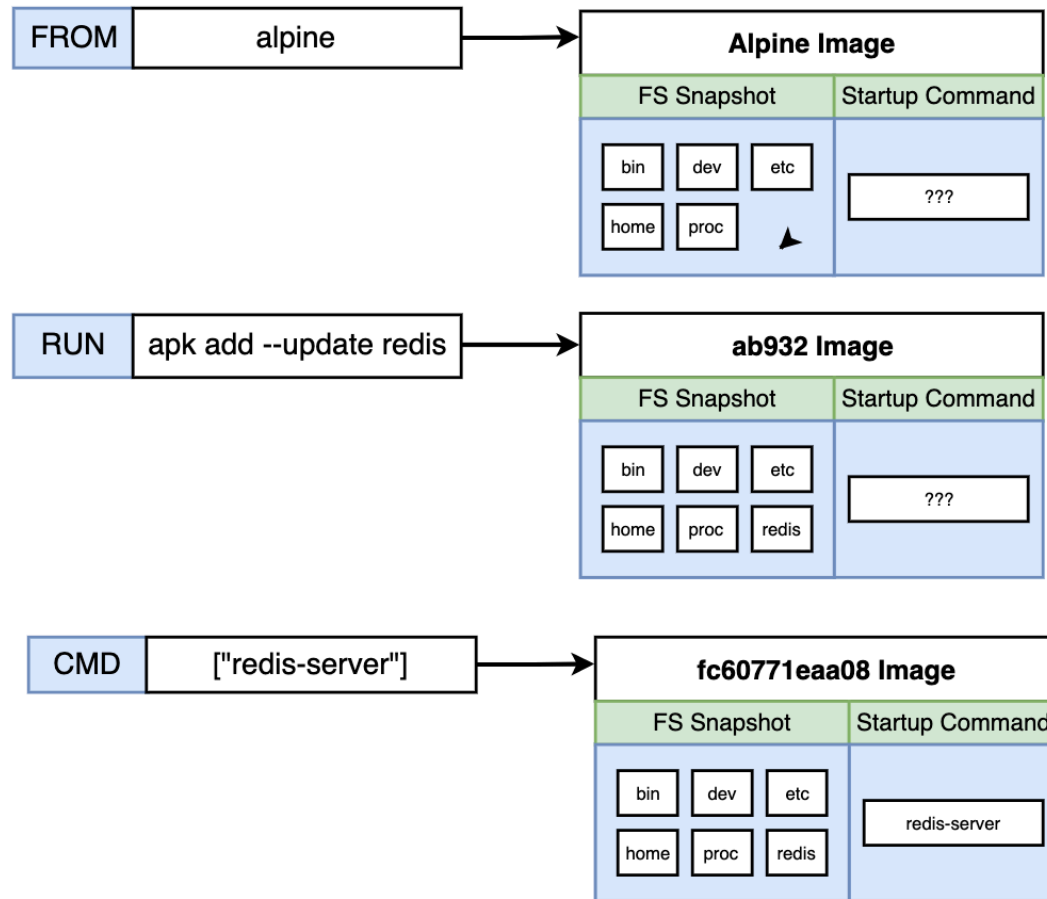 FROM alpine
Alpine Image
FS Snapshot Startup Command
bin dev etc
???
home proc
RUN apk add --update redis
ab932 Image
FS Snapshot Startup Command
bin dev etc
???
home proc redis
CMD ["redis-server"]
fc60771eaa08 Image
FS Snapshot Startup Command
bin dev etc
redis-server
home proc redis